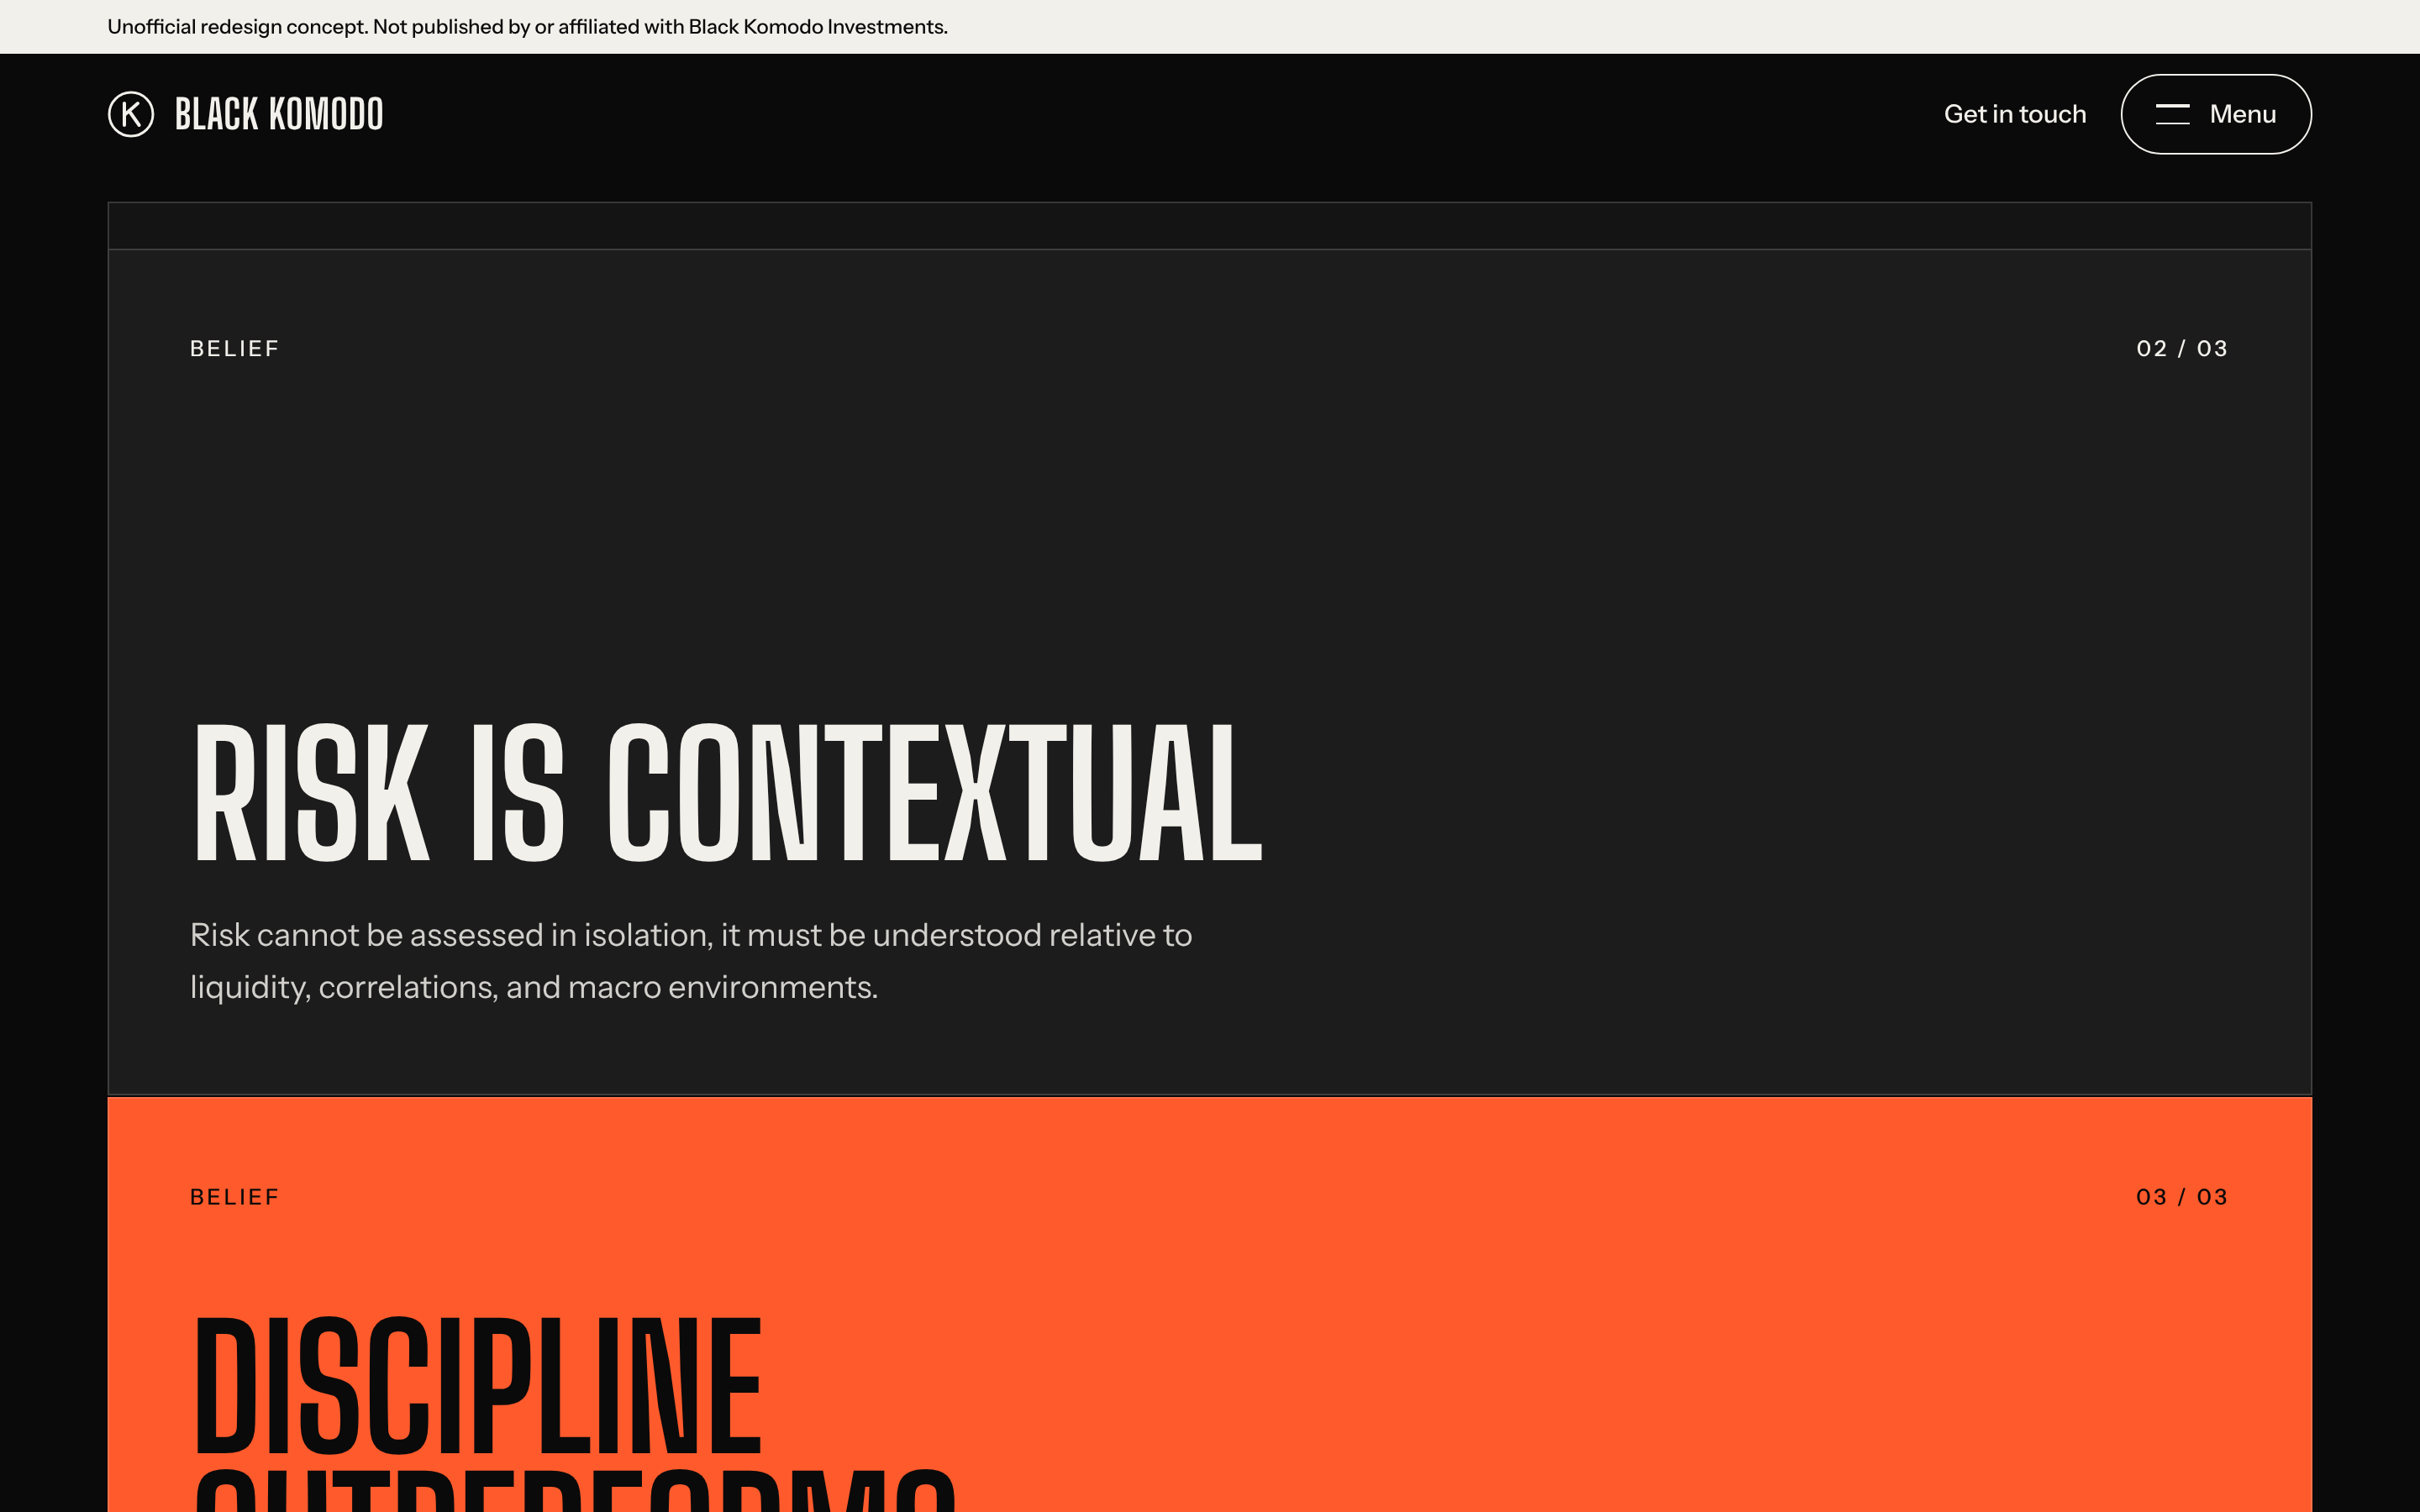 Unofficial redesign concept. Not published by or affiliated with Black Komodo Investments.
K BLACK KOMODO
Get in touch
Menu
BELIEF
02 / 03
RISK IS CONTEXTUAL
Risk cannot be assessed in isolation, it must be understood relative to
liquidity, correlations, and macro environments.
BELIEF
03 / 03
DISCIPLINE
OUTPERFORMS